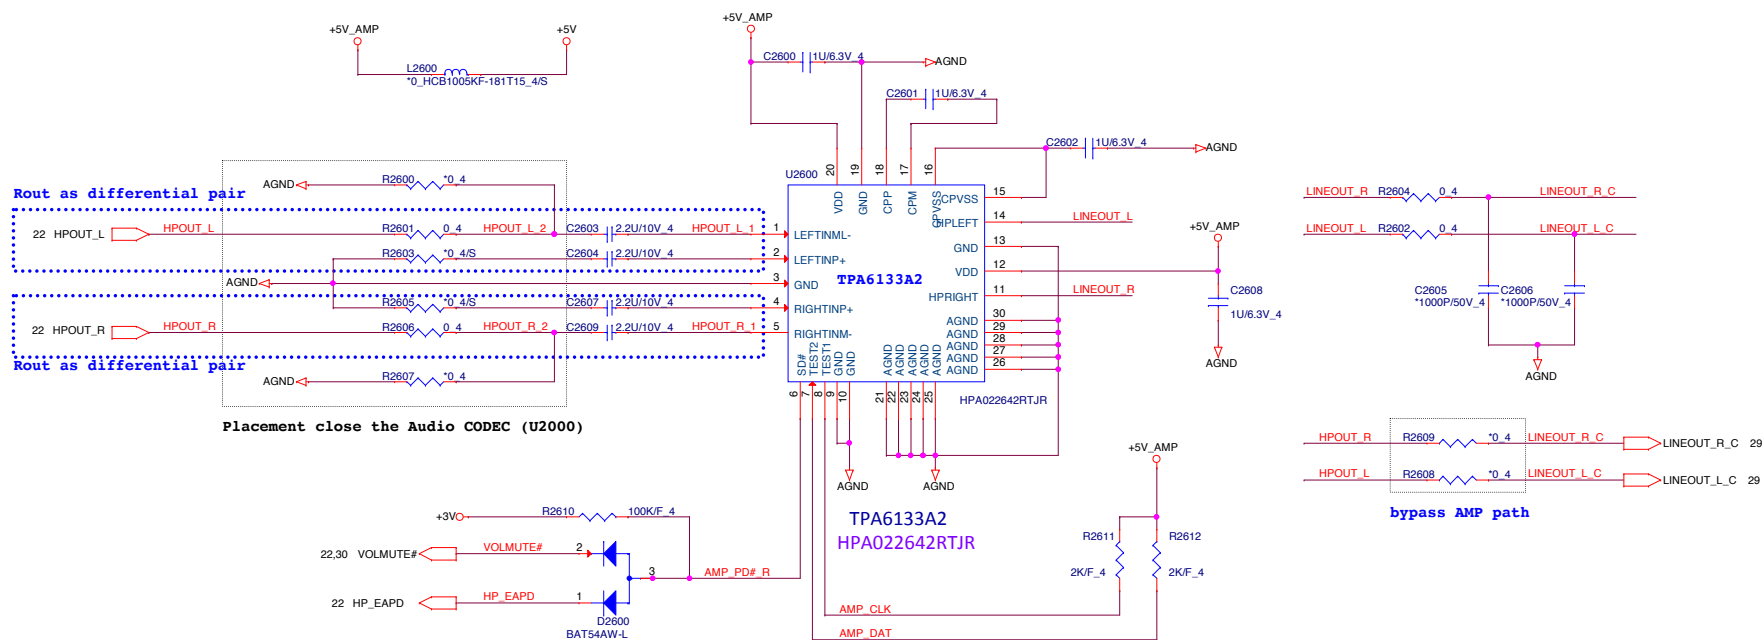 +5V_AMP
+5V
L2600
*0_HCB1005KF-181T15_4/S
+5V_AMP
C2600
1U/6.3V_4
AGND
C2601
1U/6.3V_4
C2602
1U/6.3V_4
AGND
U2600
20
19
18
17
16
VDD
GND
CPP
CPM
CPVSS
CPVSS
15
HPLEFT
14
LINEOUT_L
GND
13
VDD
12
HPRIGHT
11
LINEOUT_R
AGND
30
AGND
29
AGND
28
AGND
27
AGND
26
+5V_AMP
C2608
1U/6.3V_4
AGND
Rout as differential pair
AGND
R2600
*0_4
22 HPOUT_L
HPOUT_L
R2601
0_4
HPOUT_L_2
C2603
2.2U/10V_4
HPOUT_L_1
1
LEFTINML-
R2603
*0_4/S
C2604
2.2U/10V_4
2
LEFTINP+
AGND
3
GND
TPA6133A2
R2605
*0_4/S
C2607
2.2U/10V_4
4
RIGHTINP+
22 HPOUT_R
HPOUT_R
R2606
0_4
HPOUT_R_2
C2609
2.2U/10V_4
HPOUT_R_1
5
RIGHTINM-
Rout as differential pair
AGND
R2607
*0_4
Placement close the Audio CODEC (U2000)
SD#
TEST2
TEST1
GND
GND
AGND
AGND
AGND
AGND
AGND
6
7
8
9
10
21
22
23
24
25
HPA022642RTJR
AGND
AGND
TPA6133A2
HPA022642RTJR
LINEOUT_R
R2604
0_4
LINEOUT_R_C
LINEOUT_L
R2602
0_4
LINEOUT_L_C
C2605
*1000P/50V_4
C2606
*1000P/50V_4
AGND
HPOUT_R
R2609
*0_4
LINEOUT_R_C
LINEOUT_R_C 29
HPOUT_L
R2608
*0_4
LINEOUT_L_C
LINEOUT_L_C 29
bypass AMP path
+3V
R2610
100K/F_4
22,30 VOLMUTE#
VOLMUTE#
2
3
AMP_PD#_R
22 HP_EAPD
HP_EAPD
1
D2600
BAT54AW-L
+5V_AMP
R2611
2K/F_4
R2612
2K/F_4
AMP_CLK
AMP_DAT